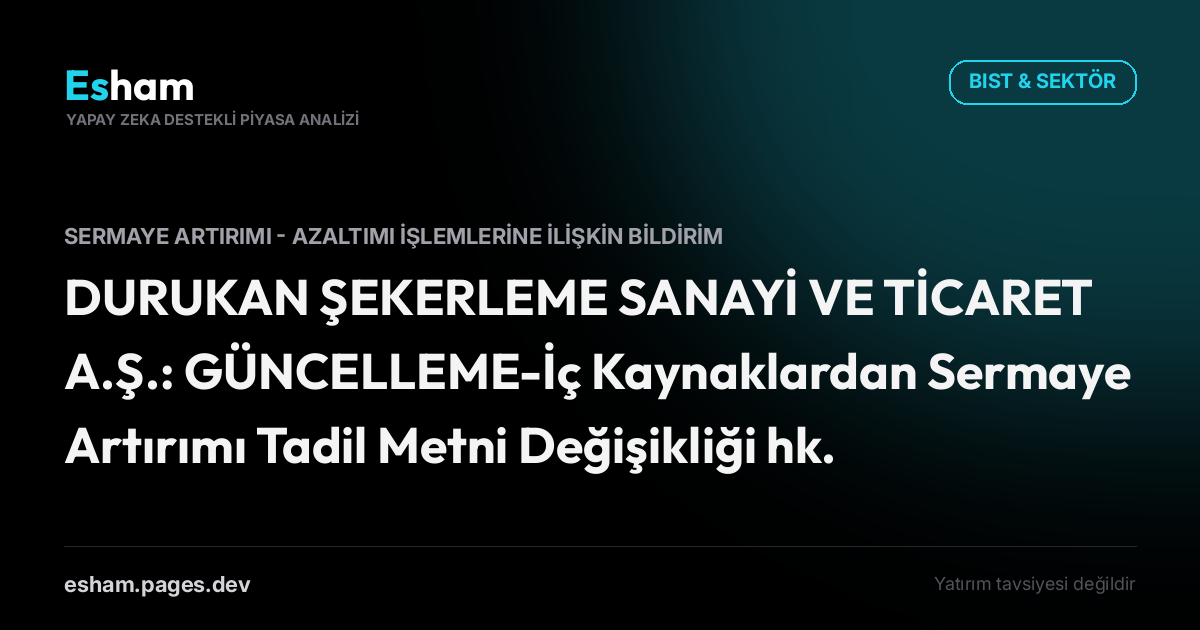 Esham
YAPAY ZEKA DESTEKLİ PİYASA ANALİZİ
BIST & SEKTÖR
SERMAYE ARTIRIMI - AZALTIMI İŞLEMLERİNE İLİŞKİN BİLDİRİM
DURUKAN ŞEKERLEME SANAYİ VE TİCARET
A.Ş.: GÜNCELLEME-İç Kaynaklardan Sermaye
Artırımı Tadil Metni Değişikliği hk.
esham.pages.dev
Yatırım tavsiyesi değildir